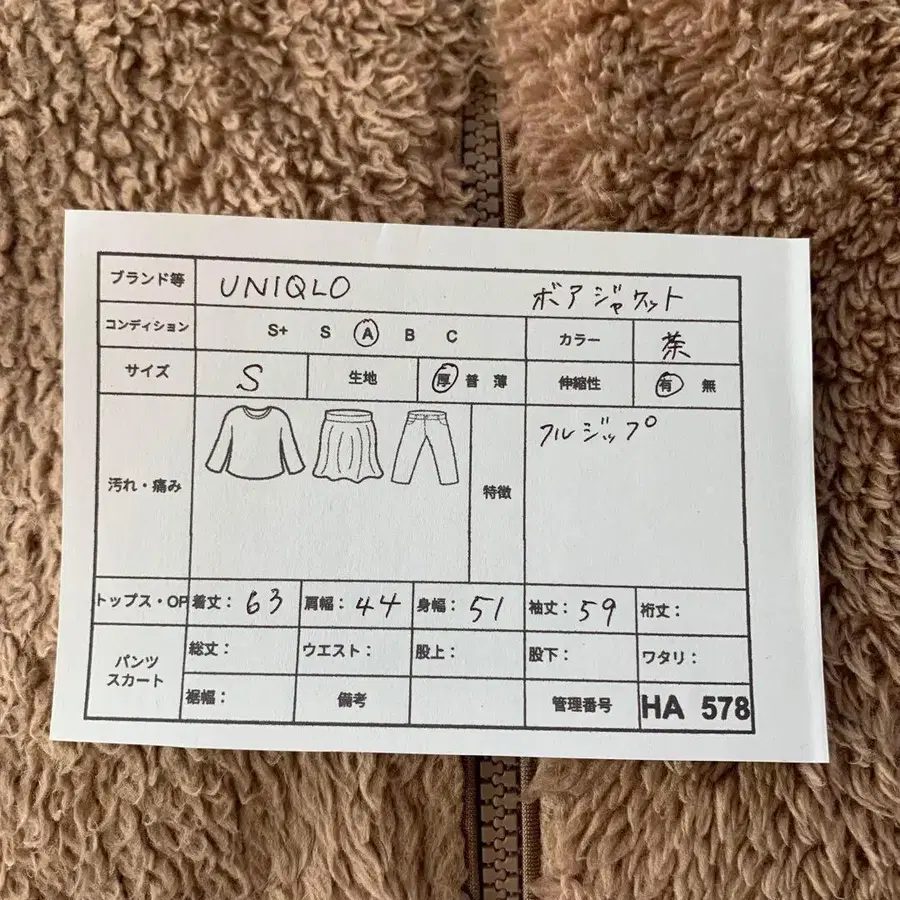 ブランド等 UNIQLO ボアジャケット
コンディション S+ S A B C カラー 茶
サイズ S 生地 厚 普 薄 伸縮性 有 無
汚れ・痛み 特徴 フルジップ
トップス・OP 着丈：63 肩幅：44 身幅：51 袖丈：59 裄丈：
パンツ スカート 総丈： ウエスト： 股上： 股下： ワタリ：
裾幅： 備考 管理番号 HA 578